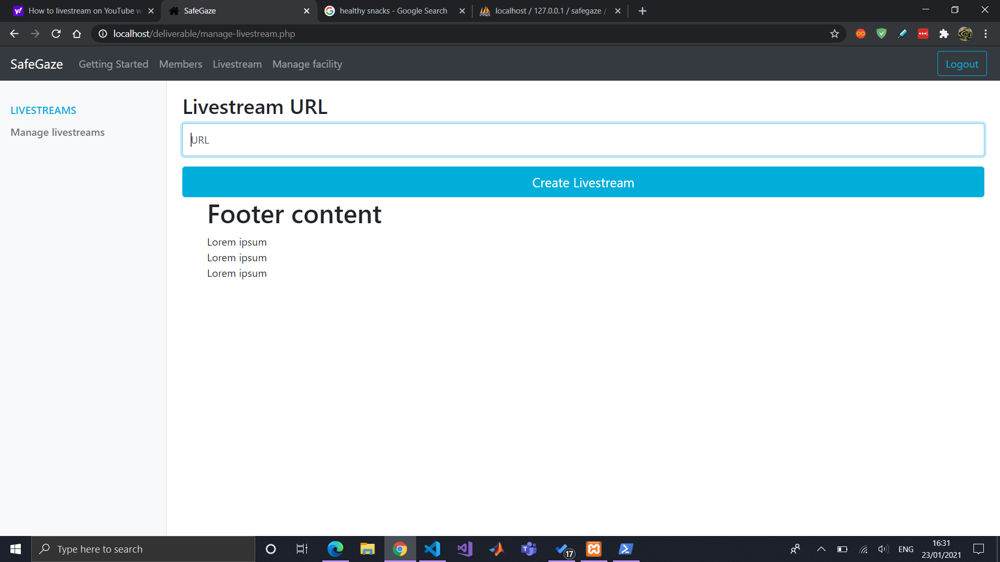 How to livestream on YouTube w
SafeGaze
healthy snacks - Google Search
localhost / 127.0.0.1 / safegaze /
localhost/deliverable/manage-livestream.php
SafeGaze Getting Started Members Livestream Manage facility Logout
LIVESTREAMS
Manage livestreams
Livestream URL
URL
Create Livestream
Footer content
Lorem ipsum
Lorem ipsum
Lorem ipsum
Type here to search
17
ENG
16:31
23/01/2021